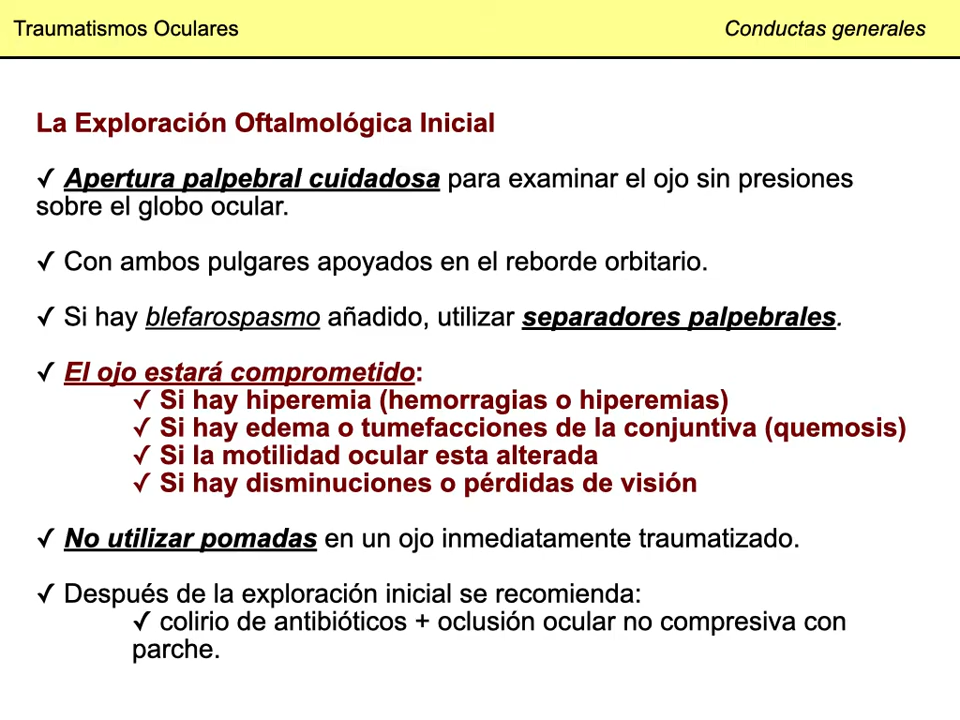 Traumatismos Oculares
Conductas generales
La Exploración Oftalmológica Inicial
✓ Apertura palpebral cuidadosa para examinar el ojo sin presiones
sobre el globo ocular.
✓ Con ambos pulgares apoyados en el reborde orbitario.
✓ Si hay blefarospasmo añadido, utilizar separadores palpebrales.
✓ El ojo estará comprometido:
✓ Si hay hiperemia (hemorragias o hiperemias)
✓ Si hay edema o tumefacciones de la conjuntiva (quemosis)
✓ Si la motilidad ocular esta alterada
✓ Si hay disminuciones o pérdidas de visión
✓ No utilizar pomadas en un ojo inmediatamente traumatizado.
✓ Después de la exploración inicial se recomienda:
✓ colirio de antibióticos + oclusión ocular no compresiva con
parche.